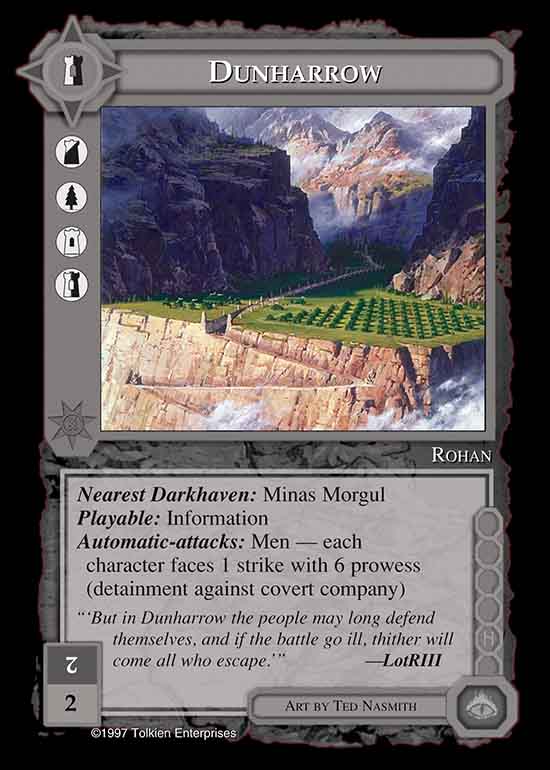 DUNHARROW
ROHAN
Nearest Darkhaven: Minas Morgul
Playable: Information
Automatic-attacks: Men — each
character faces 1 strike with 6 prowess
(detainment against covert company)
“‘But in Dunharrow the people may long defend
themselves, and if the battle go ill, thither will
come all who escape.’” —LotRIII
2
2
H
ART BY TED NASMITH
©1997 Tolkien Enterprises